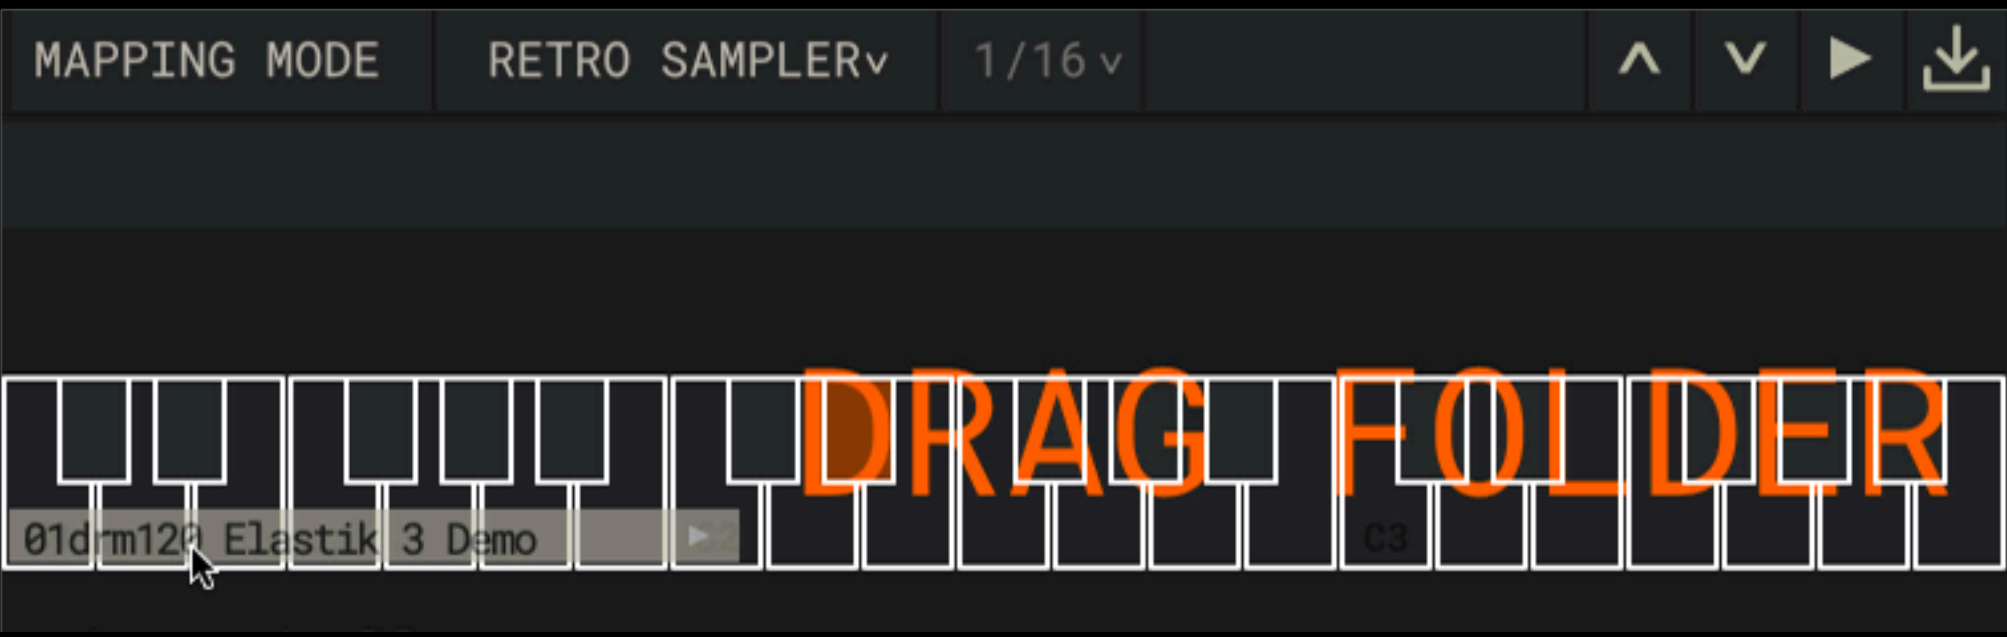 MAPPING MODE RETRO SAMPLER 1/16
DRAG FOLDER
01drm120 Elastik 3 Demo C3